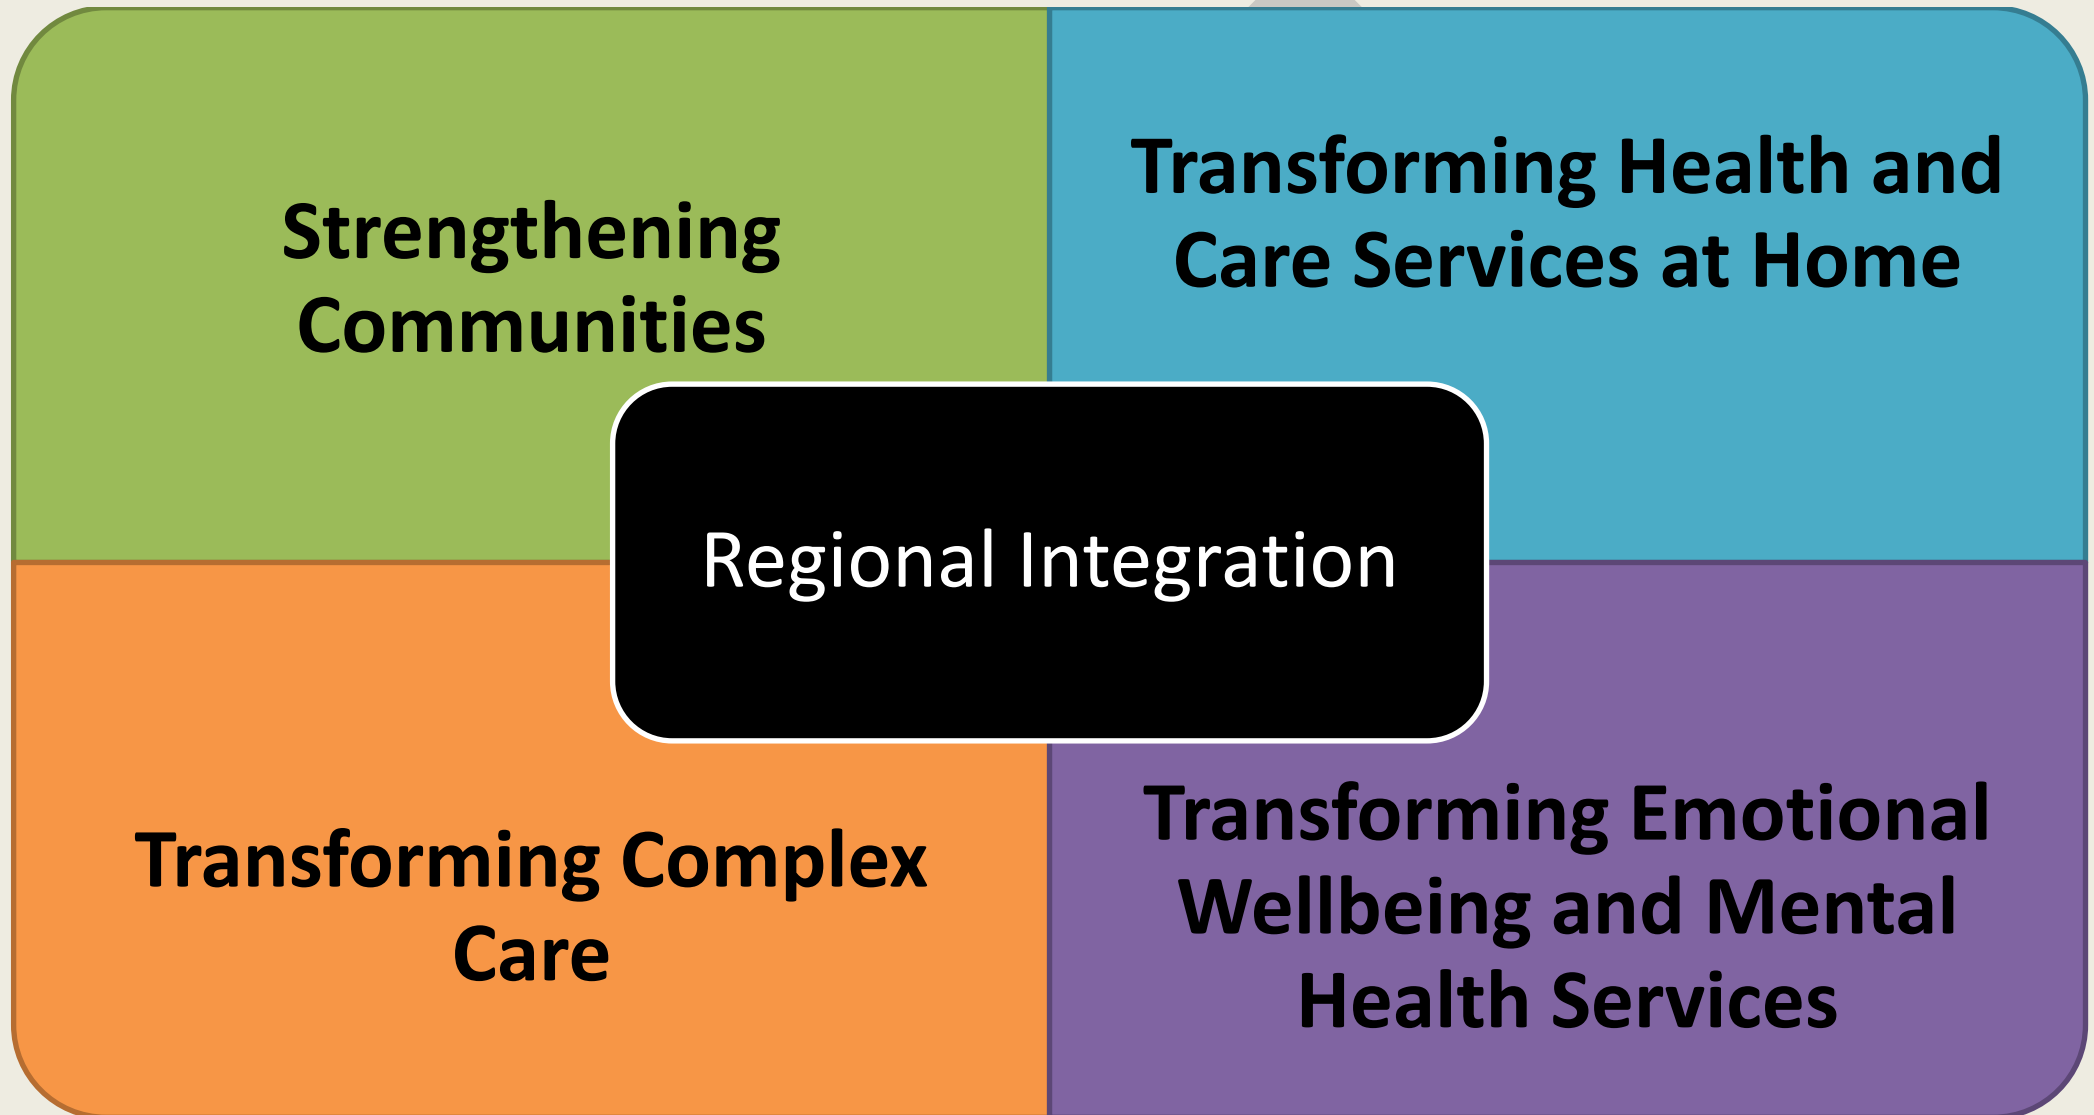 Strengthening
Communities
Transforming Health and
Care Services at Home
Regional Integration
Transforming Complex
Care
Transforming Emotional
Wellbeing and Mental
Health Services